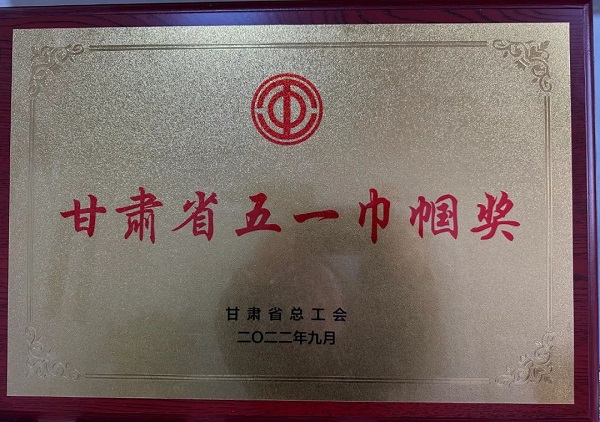 甘肃省五一巾帼奖
甘肃省总工会
二〇二二年九月